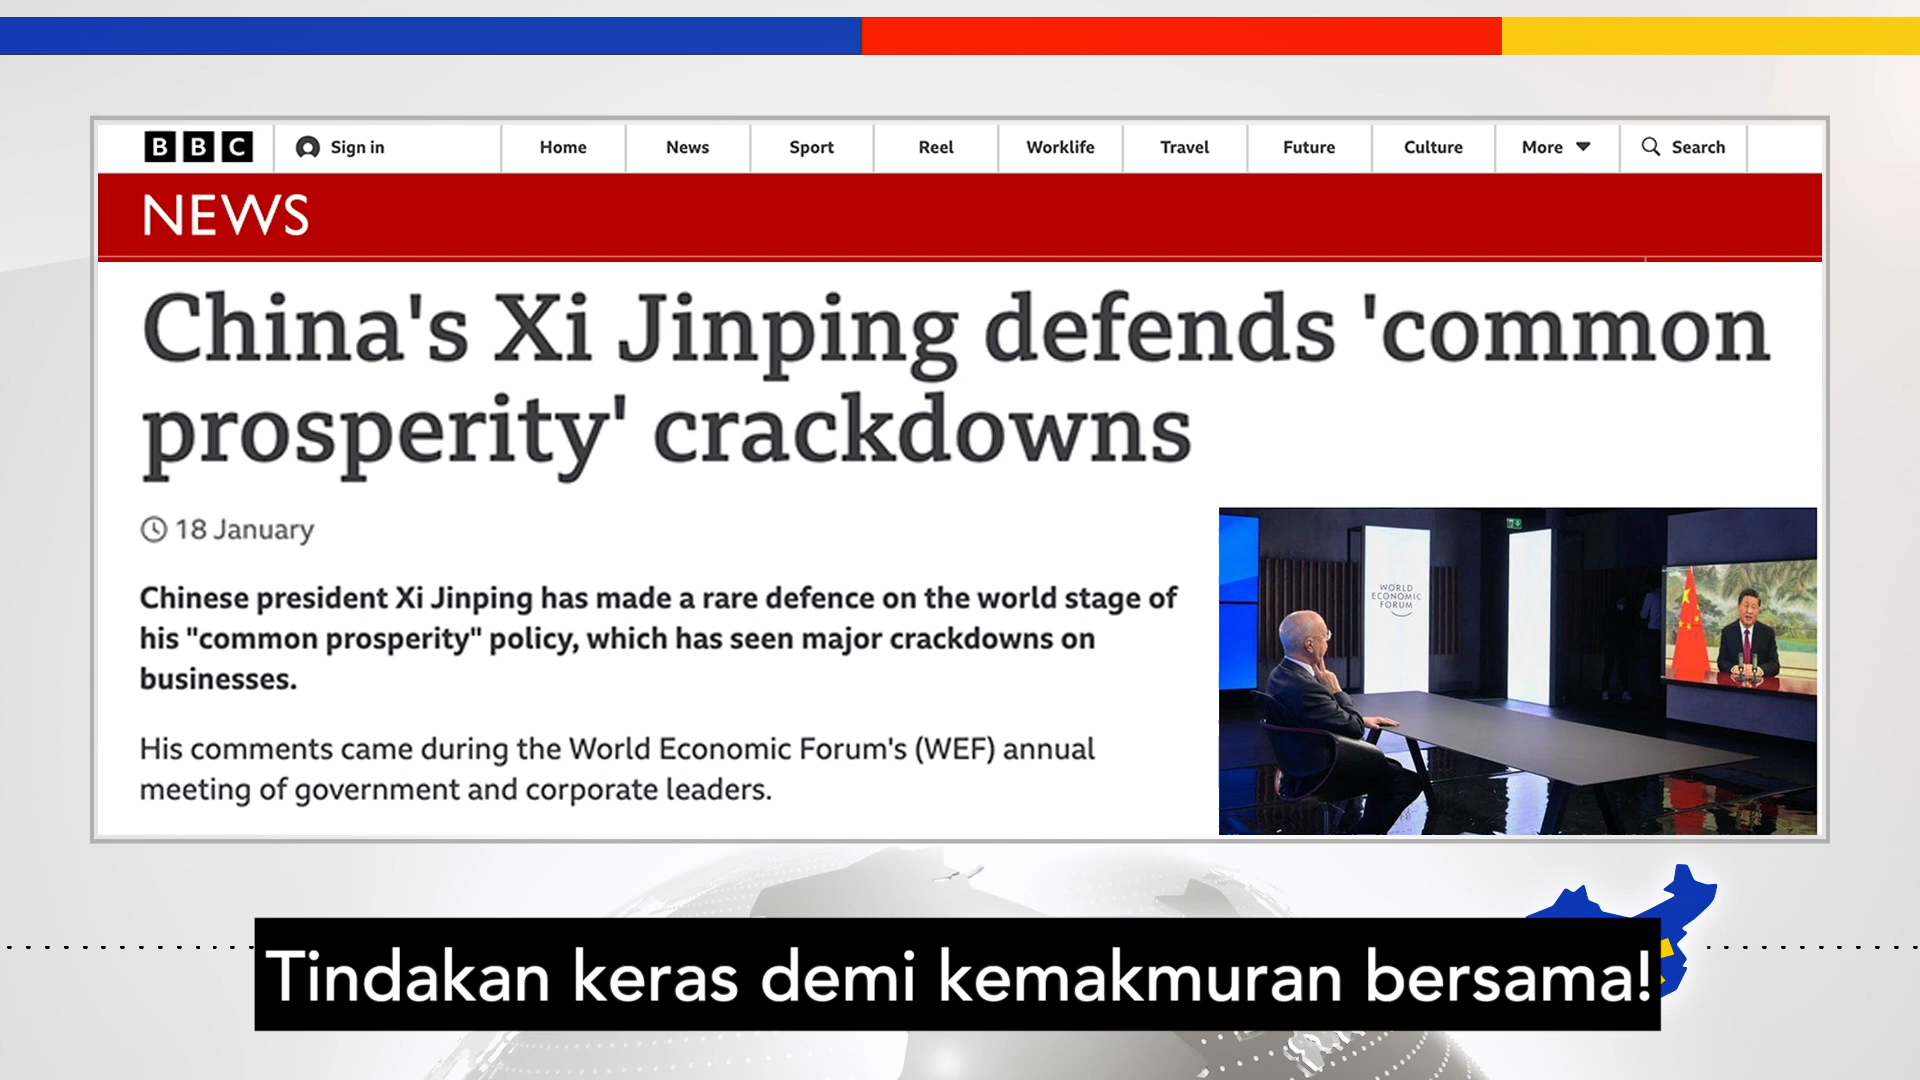 BBC
Sign in
Home
News
Sport
Reel
Worklife
Travel
Future
Culture
More
Search
NEWS
China's Xi Jinping defends 'common
prosperity' crackdowns
18 January
Chinese president Xi Jinping has made a rare defence on the world stage of
his "common prosperity" policy, which has seen major crackdowns on
businesses.
His comments came during the World Economic Forum's (WEF) annual
meeting of government and corporate leaders.
WORLD
ECONOMIC
FORUM
Tindakan keras demi kemakmuran bersama!